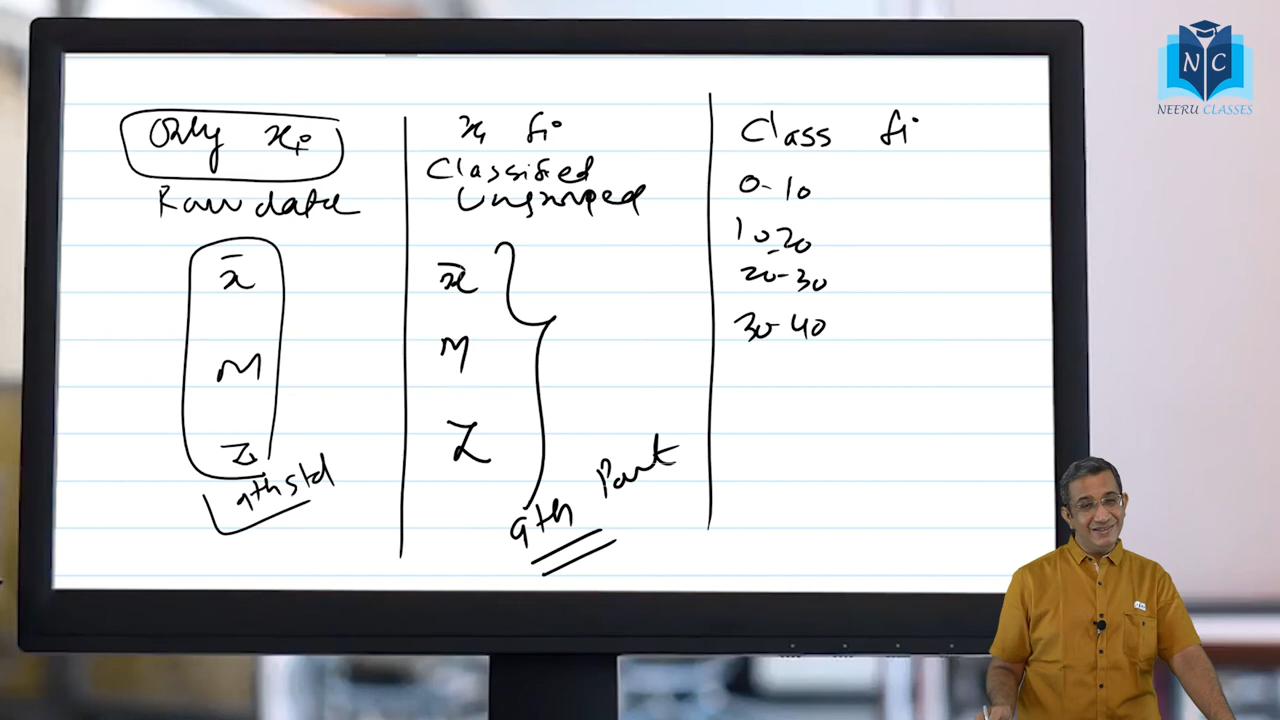 Only xi
Raw data
x̄
M
Z
9th std
xi fi
Classified
Ungrouped
x̄
M
Z
9th Part
Class fi
0-10
10-20
20-30
30-40
NC
NEERU CLASSES